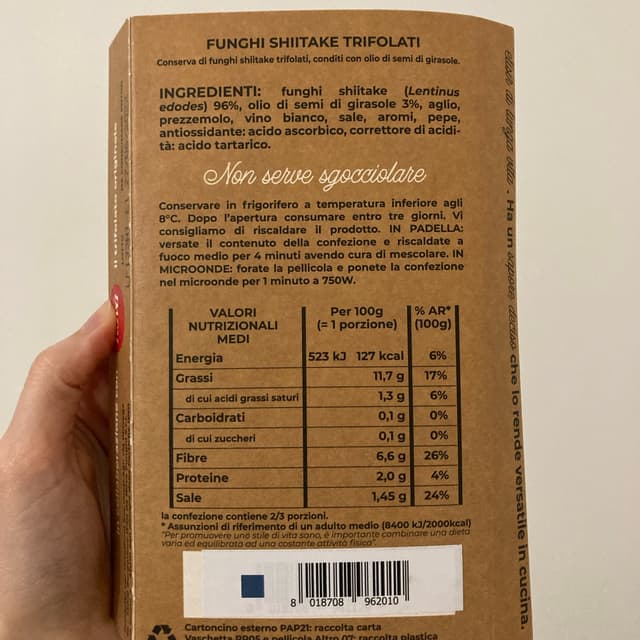 FUNGHI SHIITAKE TRIFOLATI
Conserva di funghi shiitake trifolati, conditi con olio di semi di girasole.
INGREDIENTI: funghi shiitake (Lentinus
edodes) 96%, olio di semi di girasole 3%, aglio,
prezzemolo, vino bianco, sale, aromi, pepe,
antiossidante: acido ascorbico, correttore di acidi-
tà: acido tartarico.
Non serve sgocciolare
Conservare in frigorifero a temperatura inferiore agli
8°C. Dopo l'apertura consumare entro tre giorni. Vi
consigliamo di riscaldare il prodotto. IN PADELLA:
versate il contenuto della confezione e riscaldate a
fuoco medio per 4 minuti avendo cura di mescolare. IN
MICROONDE: forate la pellicola e ponete la confezione
nel microonde per 1 minuto a 750W.
VALORI NUTRIZIONALI MEDI Per 100g (= 1 porzione) % AR* (100g)
Energia 523 kJ 127 kcal 6%
Grassi 11,7 g 17%
di cui acidi grassi saturi 1,3 g 6%
Carboidrati 0,1 g 0%
di cui zuccheri 0,1 g 0%
Fibre 6,6 g 26%
Proteine 2,0 g 4%
Sale 1,45 g 24%
la confezione contiene 2/3 porzioni.
* Assunzioni di riferimento di un adulto medio (8400 kJ/2000kcal)
"Per promuovere uno stile di vita sano, è importante combinare una dieta
varia ed equilibrata ad una costante attività fisica".
8 018708 962010
Cartoncino esterno PAP21: raccolta carta
Vaschetta PP05 e pellicola Altro 07: raccolta plastica
Ha un che lo rende versatile in cucina.
il trifolato originale